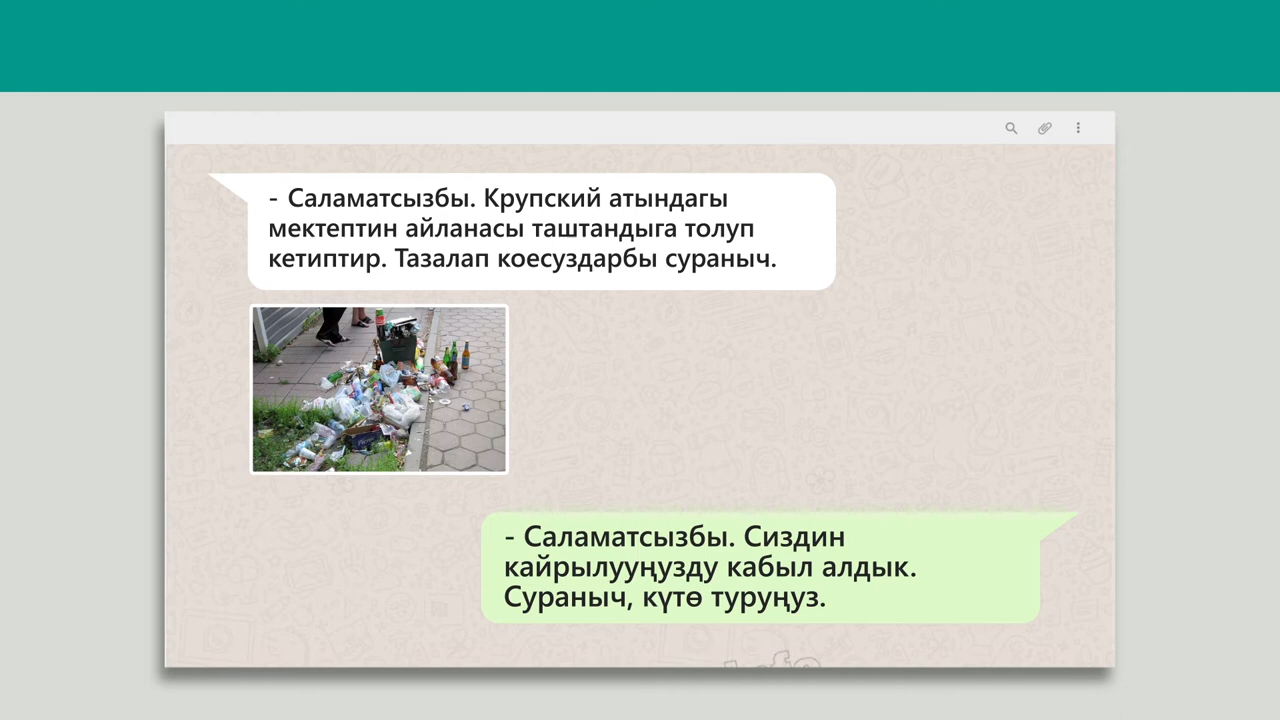 - Саламатсызбы. Крупский атындагы
мектептин айланасы таштандыга толуп
кетиптир. Тазалап коесуздарбы сураныч.
- Саламатсызбы. Сиздин
кайрылууңузду кабыл алдык.
Сураныч, күтө туруңуз.